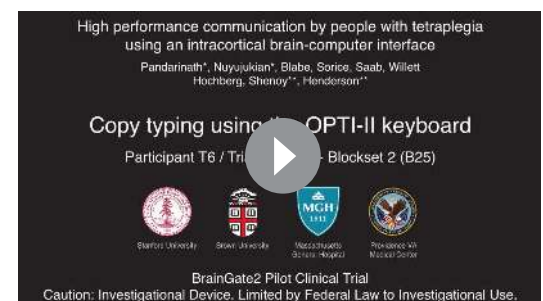 High performance communication by people with tetraplegia
using an intracortical brain-computer interface
Pandarinath*, Nuyujukian*, Blabe, Sorice, Saab, Willett
Hochberg, Shenoy**, Henderson**
Copy typing using OPTI-II keyboard
Participant T6 / - Blockset 2 (B25)
MGH
1811
Stanford University
Brown University
Massachusetts
General Hospital
Providence VA
Medical Center
BrainGate2 Pilot Clinical Trial
Caution: Investigational Device. Limited by Federal Law to Investigational Use.